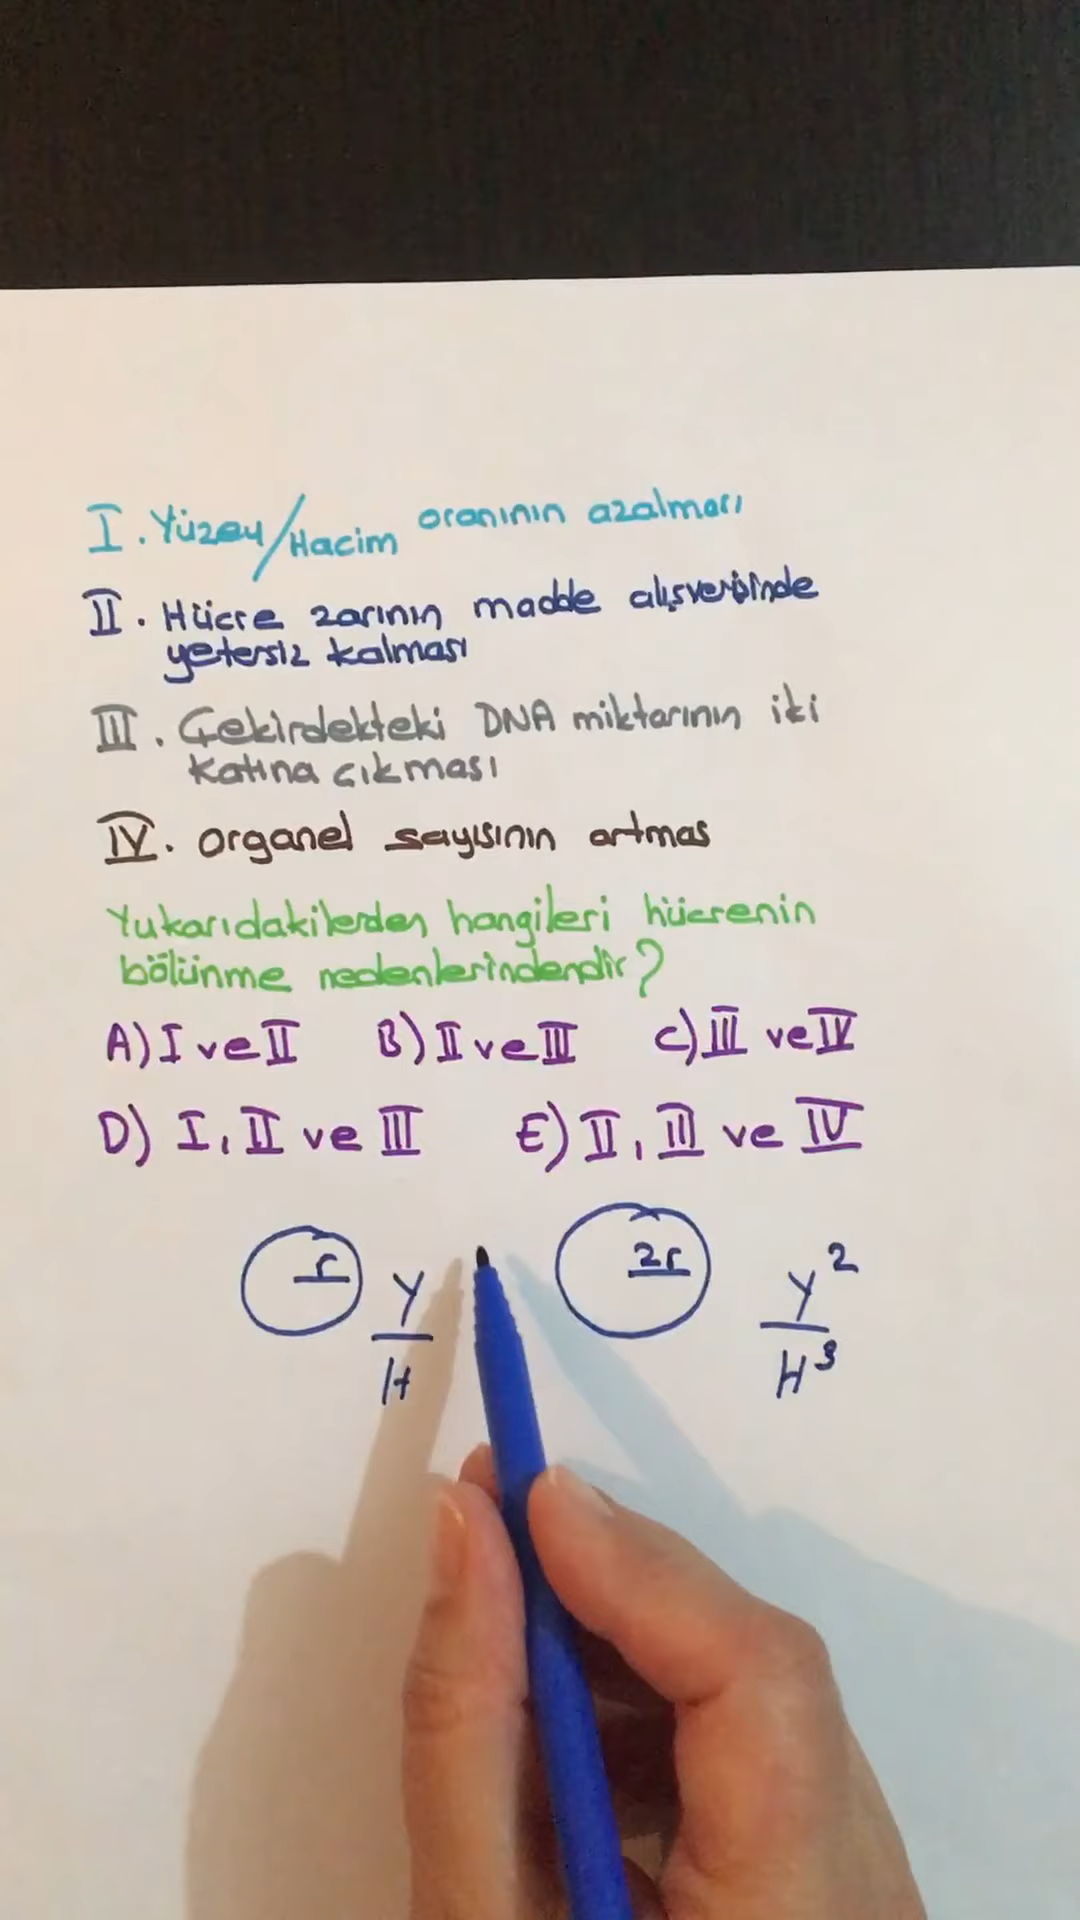 I. Yüzey/Hacim oranının azalması
II. Hücre zarının madde alışverişinde
yetersiz kalması
III. Çekirdekteki DNA miktarının iki
katına çıkması
IV. organel sayısının artmas
Yukarıdakilerden hangileri hücrenin
bölünme nedenlerindendir?
A) I ve II B) II ve III C) III ve IV
D) I, II ve III E) II, III ve IV
r Y/H 2r Y²/H³